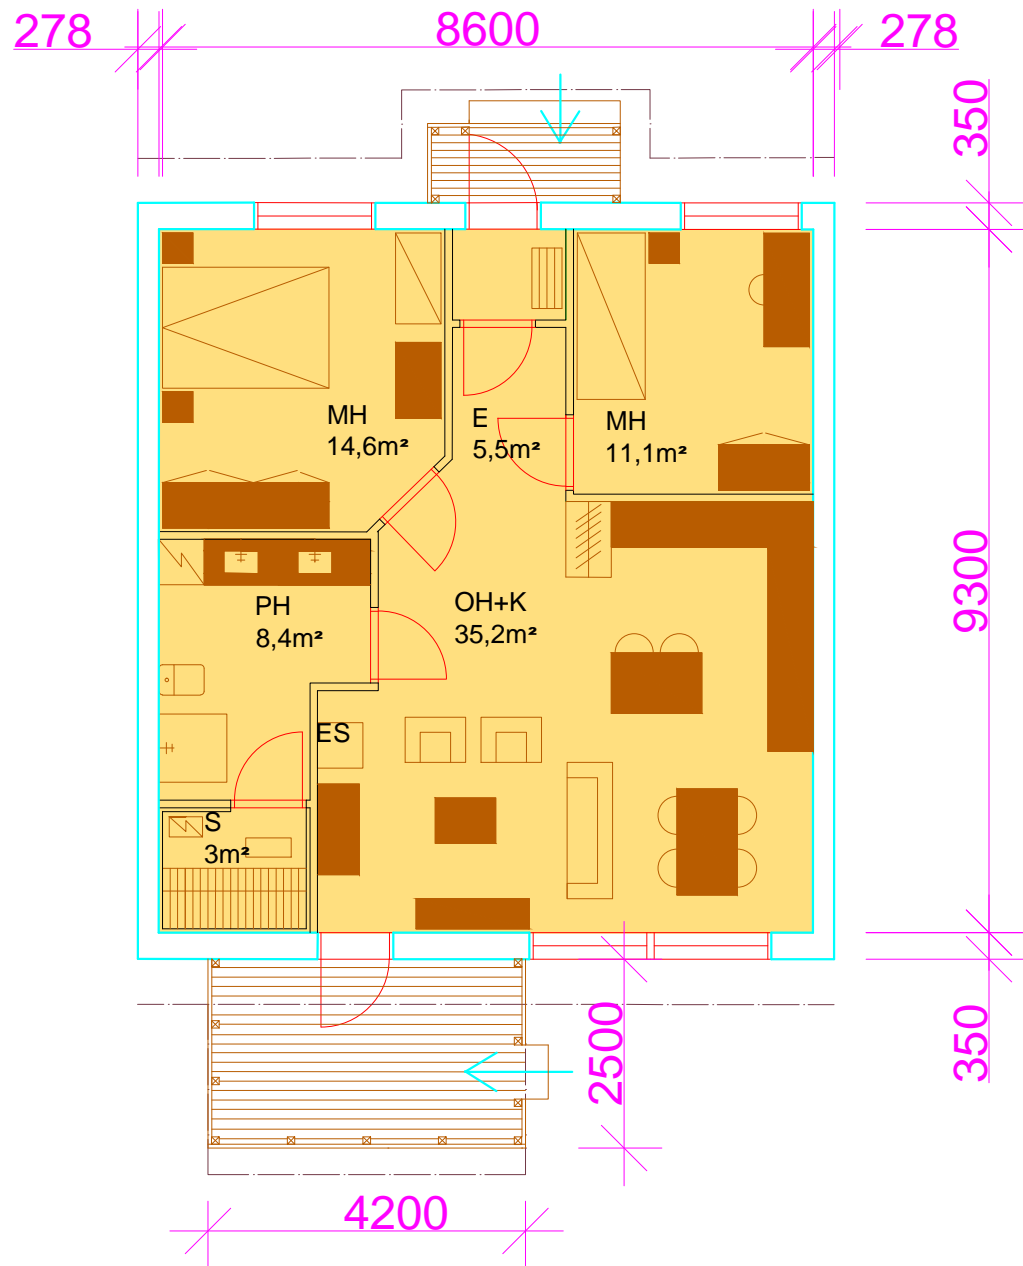 278
8600
278
350
MH
14,6m²
E
5,5m²
MH
11,1m²
9300
PH
8,4m²
OH+K
35,2m²
ES
S
3m²
2500
350
4200